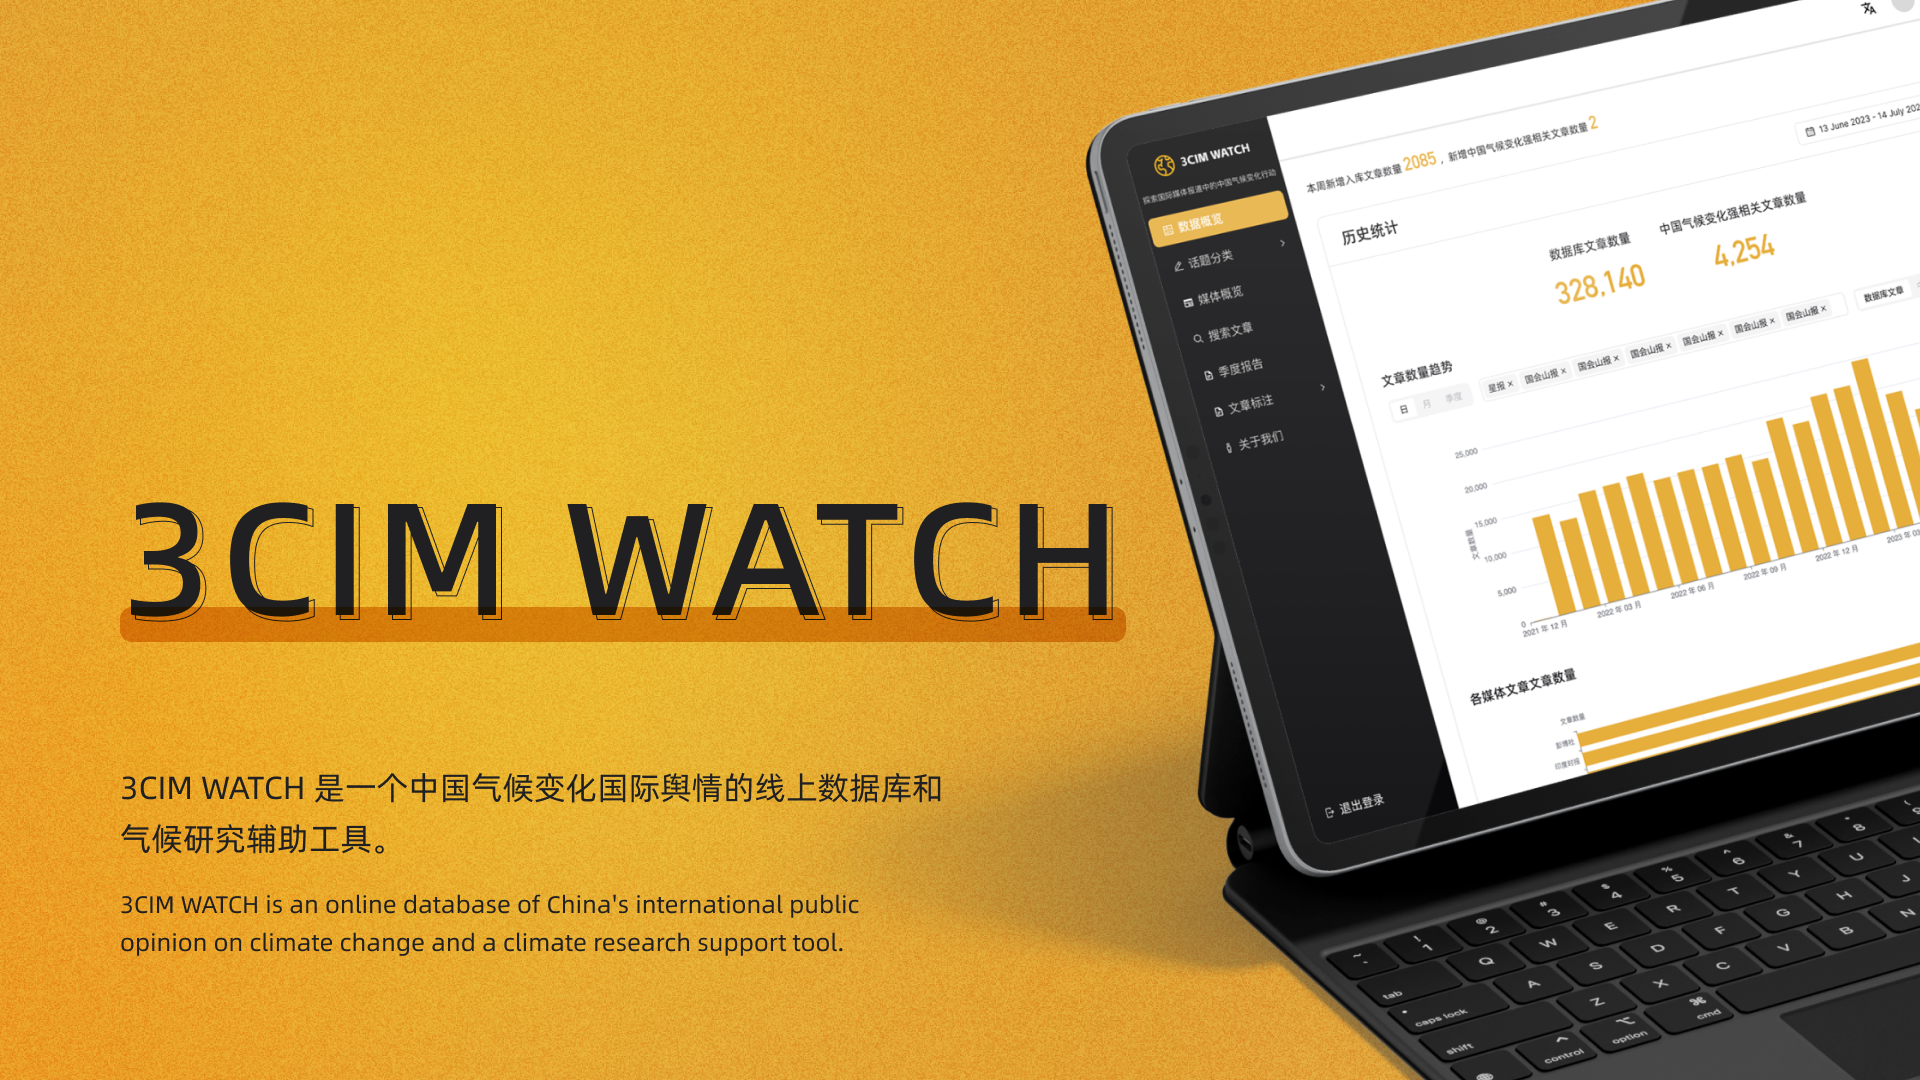 3CIM WATCH
3CIM WATCH 是一个中国气候变化国际舆情的线上数据库和
气候研究辅助工具。
3CIM WATCH is an online database of China's international public
opinion on climate change and a climate research support tool.
3CIM WATCH
探索国际媒体报道中的中国气候变化行动
数据概览
话题分类
媒体概览
搜索文章
季度报告
文章标注
关于我们
退出登录
本周新增入库文章数量 2085 ，新增中国气候变化强相关文章数量 2
13 June 2023 - 14 July 202
历史统计
数据库文章数量
328,140
中国气候变化强相关文章数量
4,254
文章数量趋势
日 月 季度
星报 × 国会山报 × 国会山报 × 国会山报 × 国会山报 × 国会山报 × 国会山报 ×
数据库文章
文章数量
25,000
20,000
15,000
10,000
5,000
0
2021 年 12 月
2022 年 03 月
2022 年 06 月
2022 年 09 月
2022 年 12 月
2023 年 03
各媒体文章文章数量
文章数量
彭博社
印度时报
~ ! 1 @ 2 # 3 $ 4 % 5 ^ 6 & 7 * 8
tab Q W E R T Y U
caps lock A S D F G H J
shift Z X C V B N
control option cmd